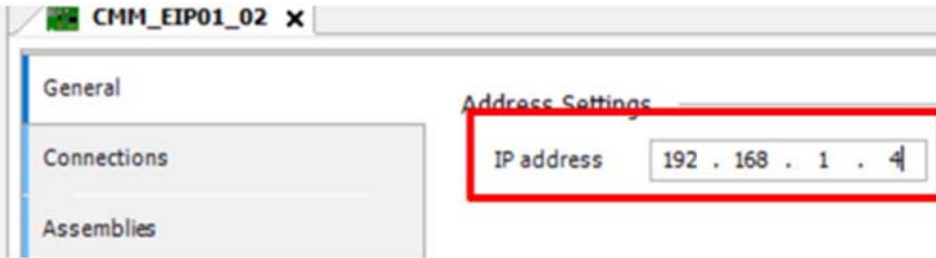 CMM_EIP01_02 x
General
Address Settings
IP address 192 . 168 . 1 . 4
Connections
Assemblies